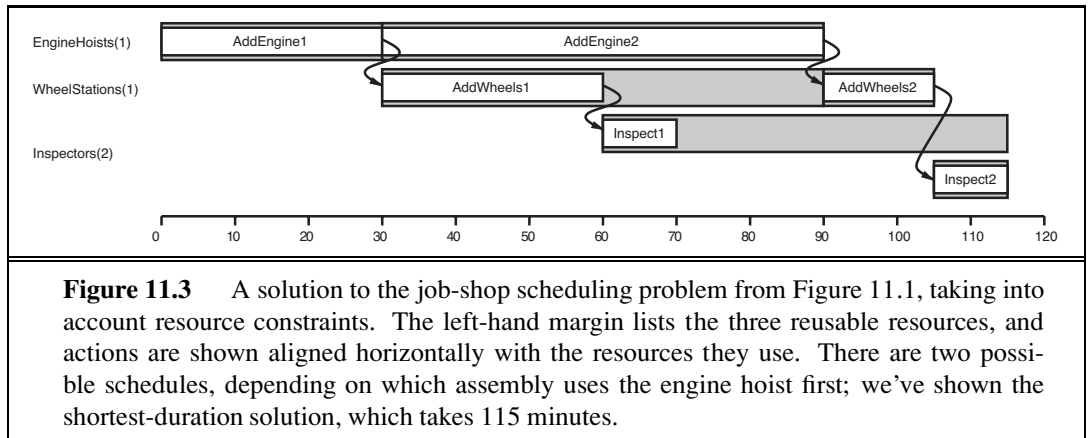 EngineHoists(1)
AddEngine1
AddEngine2
WheelStations(1)
AddWheels1
AddWheels2
Inspect1
Inspectors(2)
Inspect2
0 10 20 30 40 50 60 70 80 90 100 110 120
Figure 11.3 A solution to the job-shop scheduling problem from Figure 11.1, taking into
account resource constraints. The left-hand margin lists the three reusable resources, and
actions are shown aligned horizontally with the resources they use. There are two possi-
ble schedules, depending on which assembly uses the engine hoist first; we've shown the
shortest-duration solution, which takes 115 minutes.